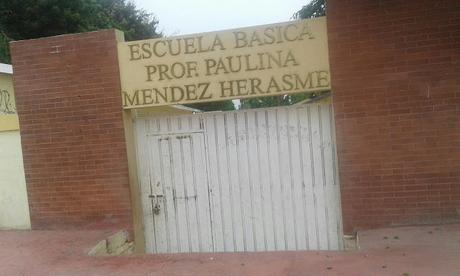 ESCUELA BASICA
PROF. PAULINA
MENDEZ HERASME